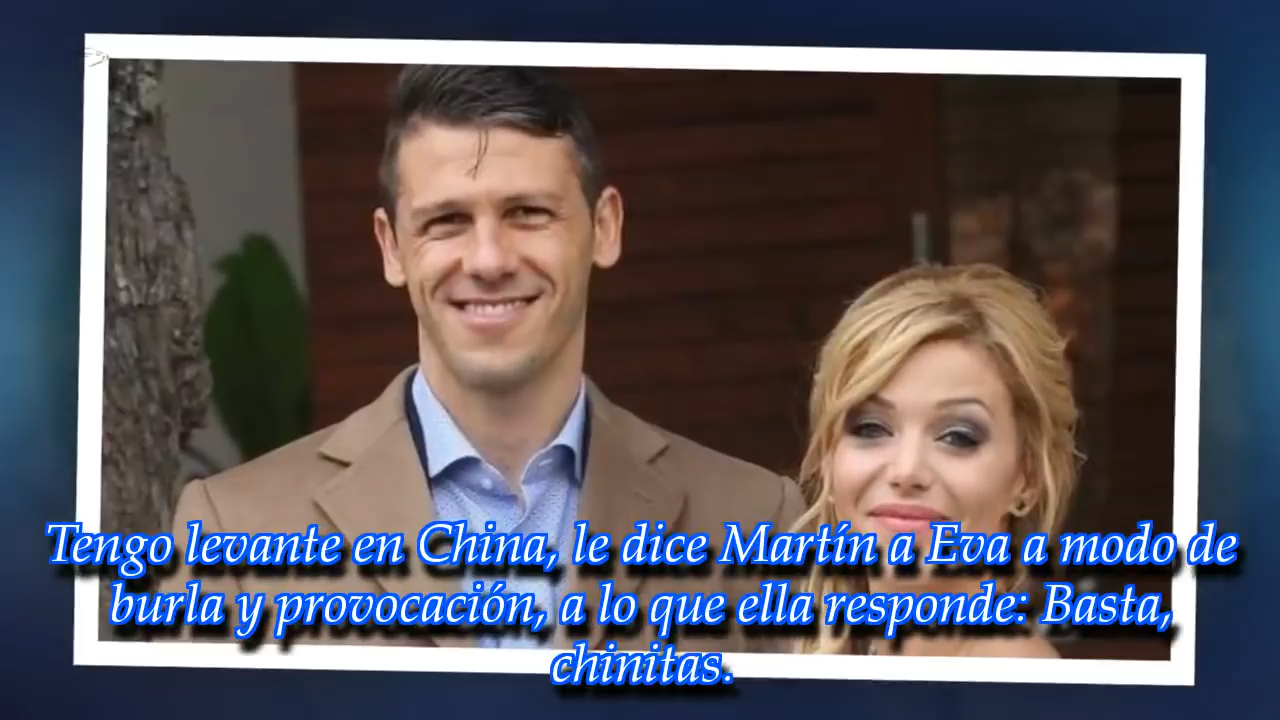 Tengo levante en China, le dice Martín a Eva a modo de
burla y provocación, a lo que ella responde: Basta,
chinitas.